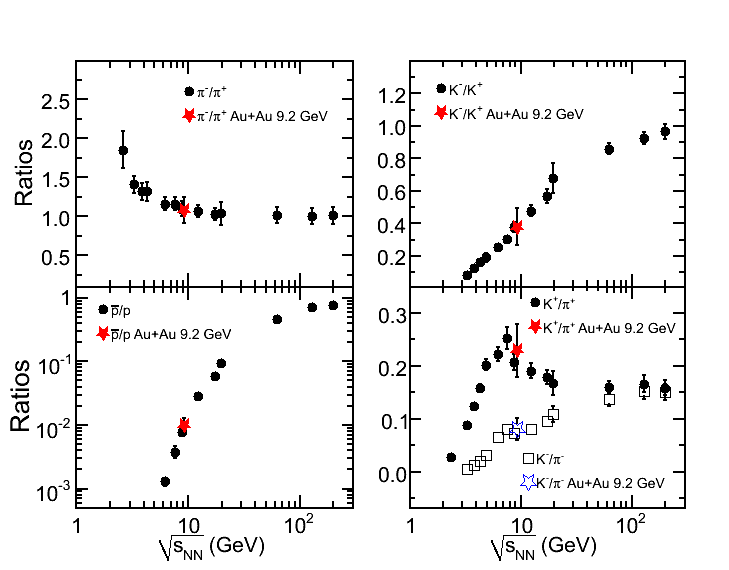 Ratios
2.5
2.0
1.5
1.0
0.5
π⁻/π⁺
π⁻/π⁺ Au+Au 9.2 GeV
1.2
1.0
0.8
0.6
0.4
0.2
K⁻/K⁺
K⁻/K⁺ Au+Au 9.2 GeV
Ratios
1
10⁻¹
10⁻²
10⁻³
p̅/p
p̅/p Au+Au 9.2 GeV
1 10 10²
√s_NN (GeV)
0.3
0.2
0.1
0.0
K⁺/π⁺
K⁺/π⁺ Au+Au 9.2 GeV
K⁻/π⁻
K⁻/π⁻ Au+Au 9.2 GeV
1 10 10²
√s_NN (GeV)